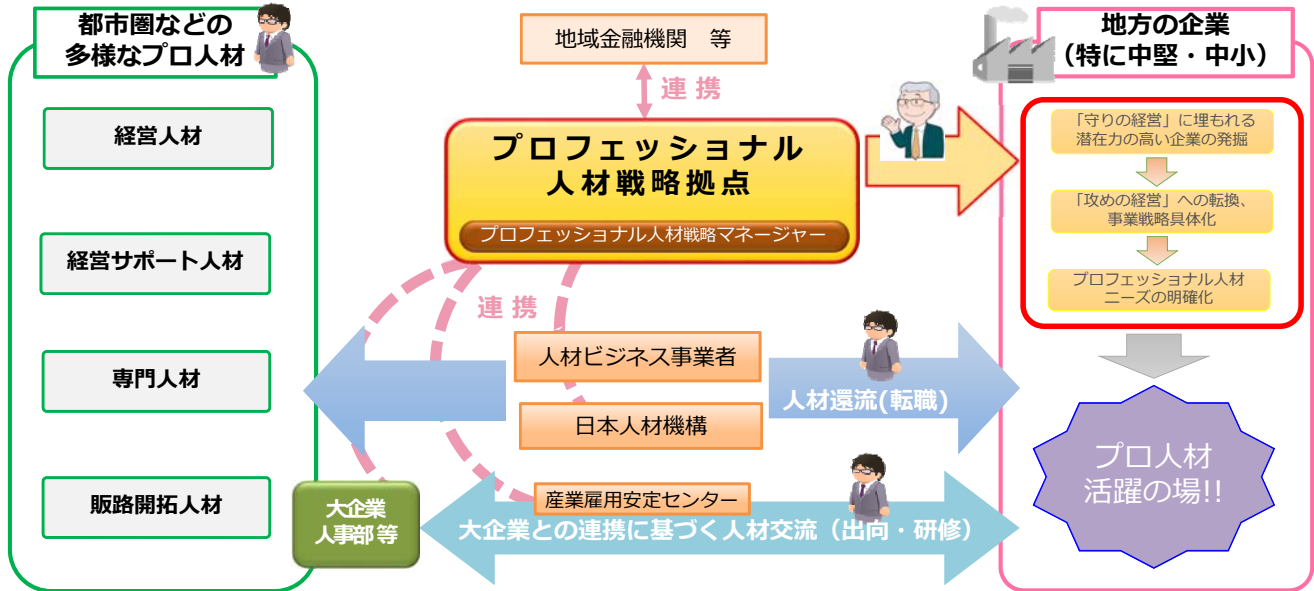 都市圏などの
多様なプロ人材
経営人材
経営サポート人材
専門人材
販路開拓人材
大企業
人事部等
地域金融機関　等
連携
プロフェッショナル
人材戦略拠点
プロフェッショナル人材戦略マネージャー
連携
人材ビジネス事業者
日本人材機構
人材還流(転職)
産業雇用安定センター
大企業との連携に基づく人材交流（出向・研修）
地方の企業
（特に中堅・中小）
「守りの経営」に埋もれる
潜在力の高い企業の発掘
「攻めの経営」への転換、
事業戦略具体化
プロフェッショナル人材
ニーズの明確化
プロ人材
活躍の場!!